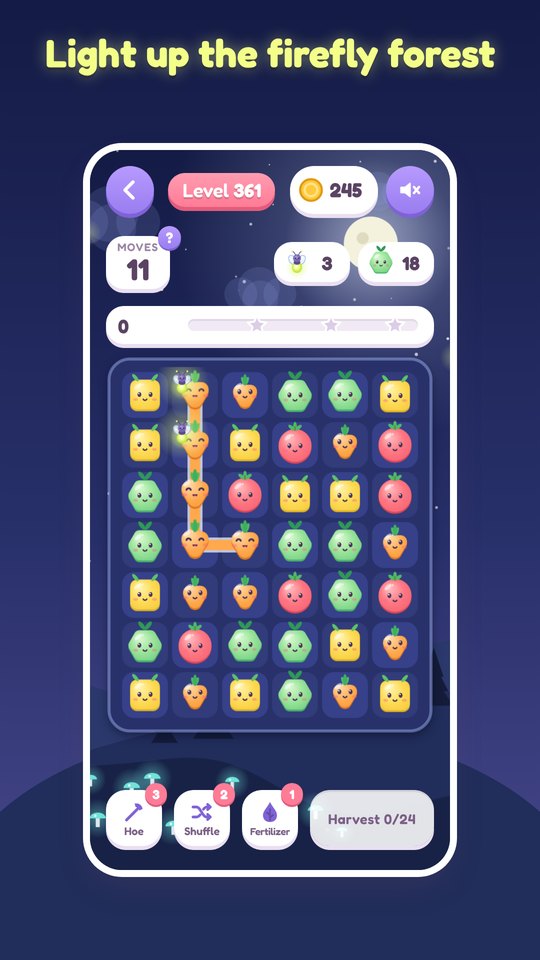 Light up the firefly forest
Level 361
245
MOVES
?
11
3
18
0
3
2
1
Hoe
Shuffle
Fertilizer
Harvest 0/24